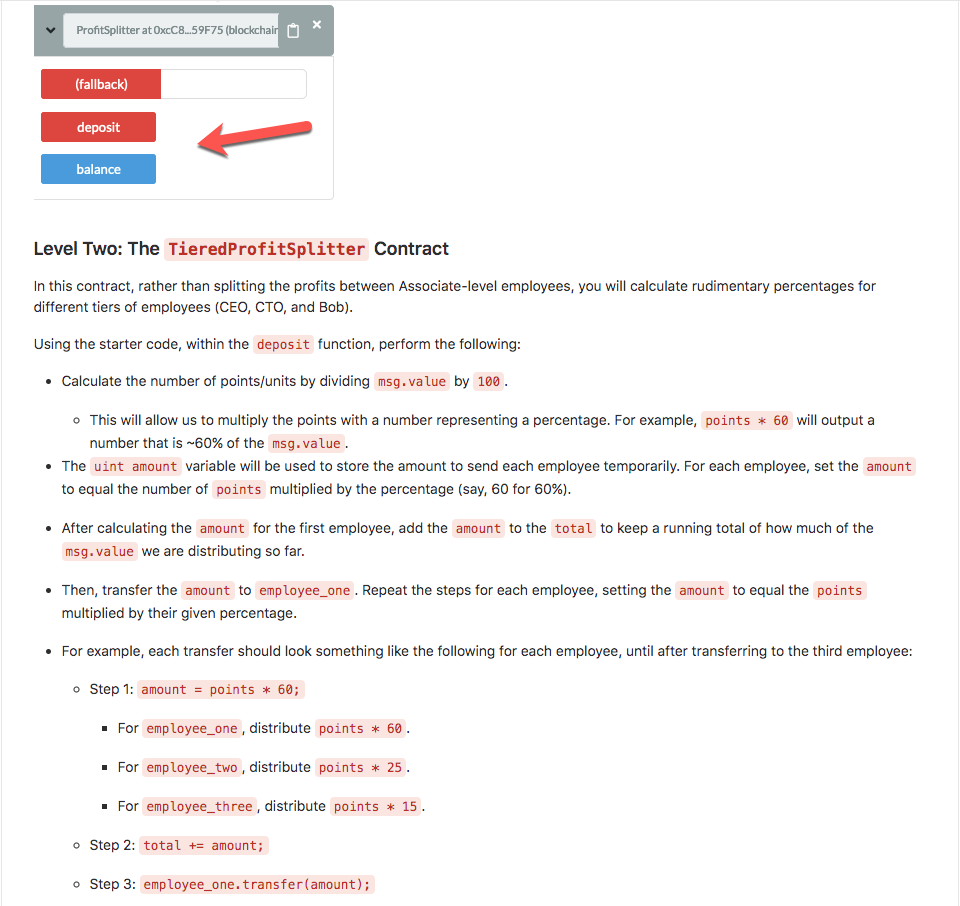 ProfitSplitter at 0xcC8...59F75 (blockchain
(fallback)
deposit
balance
Level Two: The TieredProfitSplitter Contract
In this contract, rather than splitting the profits between Associate-level employees, you will calculate rudimentary percentages for
different tiers of employees (CEO, CTO, and Bob).
Using the starter code, within the deposit function, perform the following:
• Calculate the number of points/units by dividing msg.value by 100 .
◦ This will allow us to multiply the points with a number representing a percentage. For example, points * 60 will output a
number that is ~60% of the msg.value .
• The uint amount variable will be used to store the amount to send each employee temporarily. For each employee, set the amount
to equal the number of points multiplied by the percentage (say, 60 for 60%).
• After calculating the amount for the first employee, add the amount to the total to keep a running total of how much of the
msg.value we are distributing so far.
• Then, transfer the amount to employee_one . Repeat the steps for each employee, setting the amount to equal the points
multiplied by their given percentage.
• For example, each transfer should look something like the following for each employee, until after transferring to the third employee:
◦ Step 1: amount = points * 60;
▪ For employee_one , distribute points * 60 .
▪ For employee_two , distribute points * 25 .
▪ For employee_three , distribute points * 15 .
◦ Step 2: total += amount;
◦ Step 3: employee_one.transfer(amount);